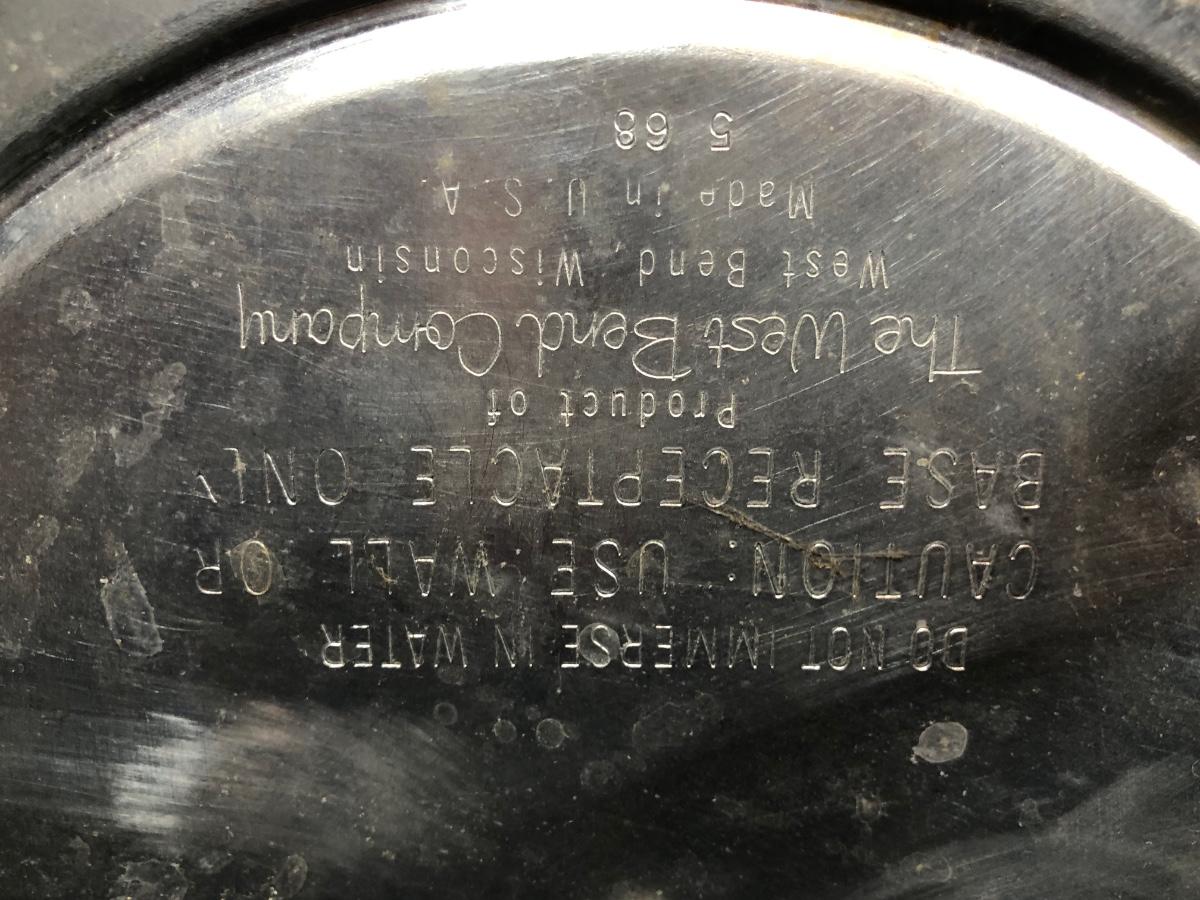 DO NOT IMMERSE IN WATER
CAUTION: USE WALL OR
BASE RECEPTACLE ONLY
Product of
The West Bend Company
West Bend, Wisconsin
Made in U.S.A.
5 68